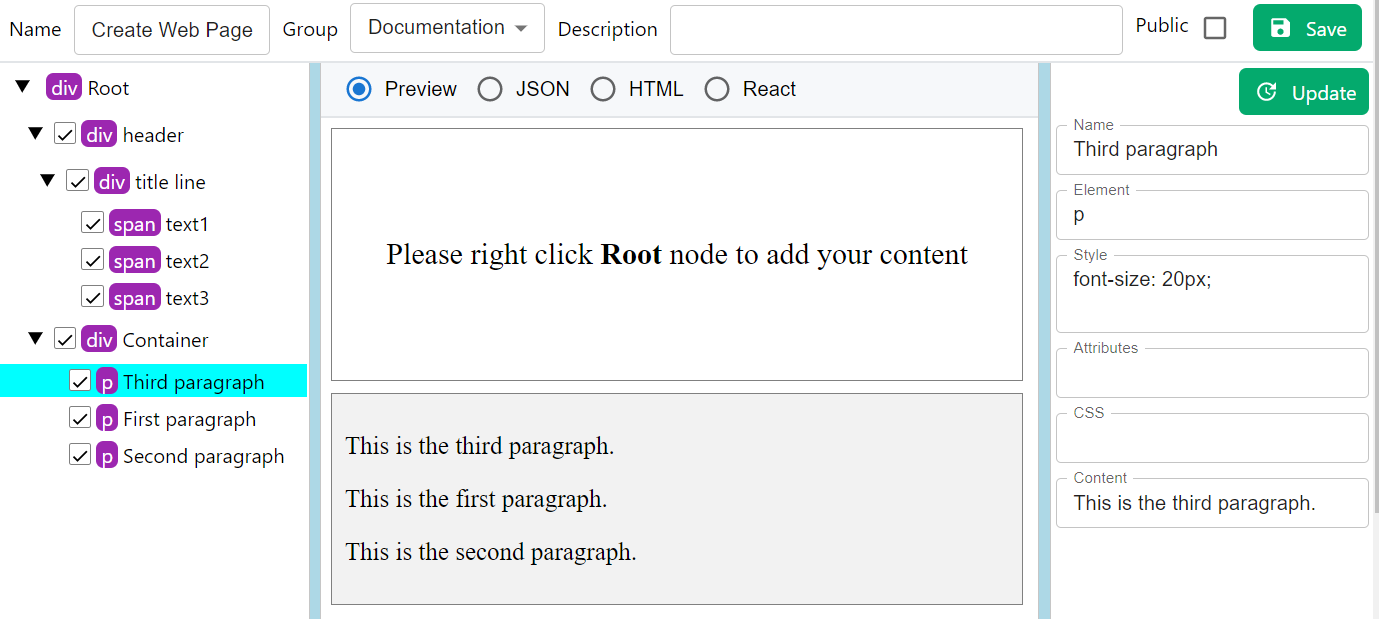 Name Create Web Page Group Documentation Description Public Save
div Root
div header
div title line
span text1
span text2
span text3
div Container
p Third paragraph
p First paragraph
p Second paragraph
Preview JSON HTML React
Please right click Root node to add your content
This is the third paragraph.
This is the first paragraph.
This is the second paragraph.
Update
Name
Third paragraph
Element
p
Style
font-size: 20px;
Attributes
CSS
Content
This is the third paragraph.